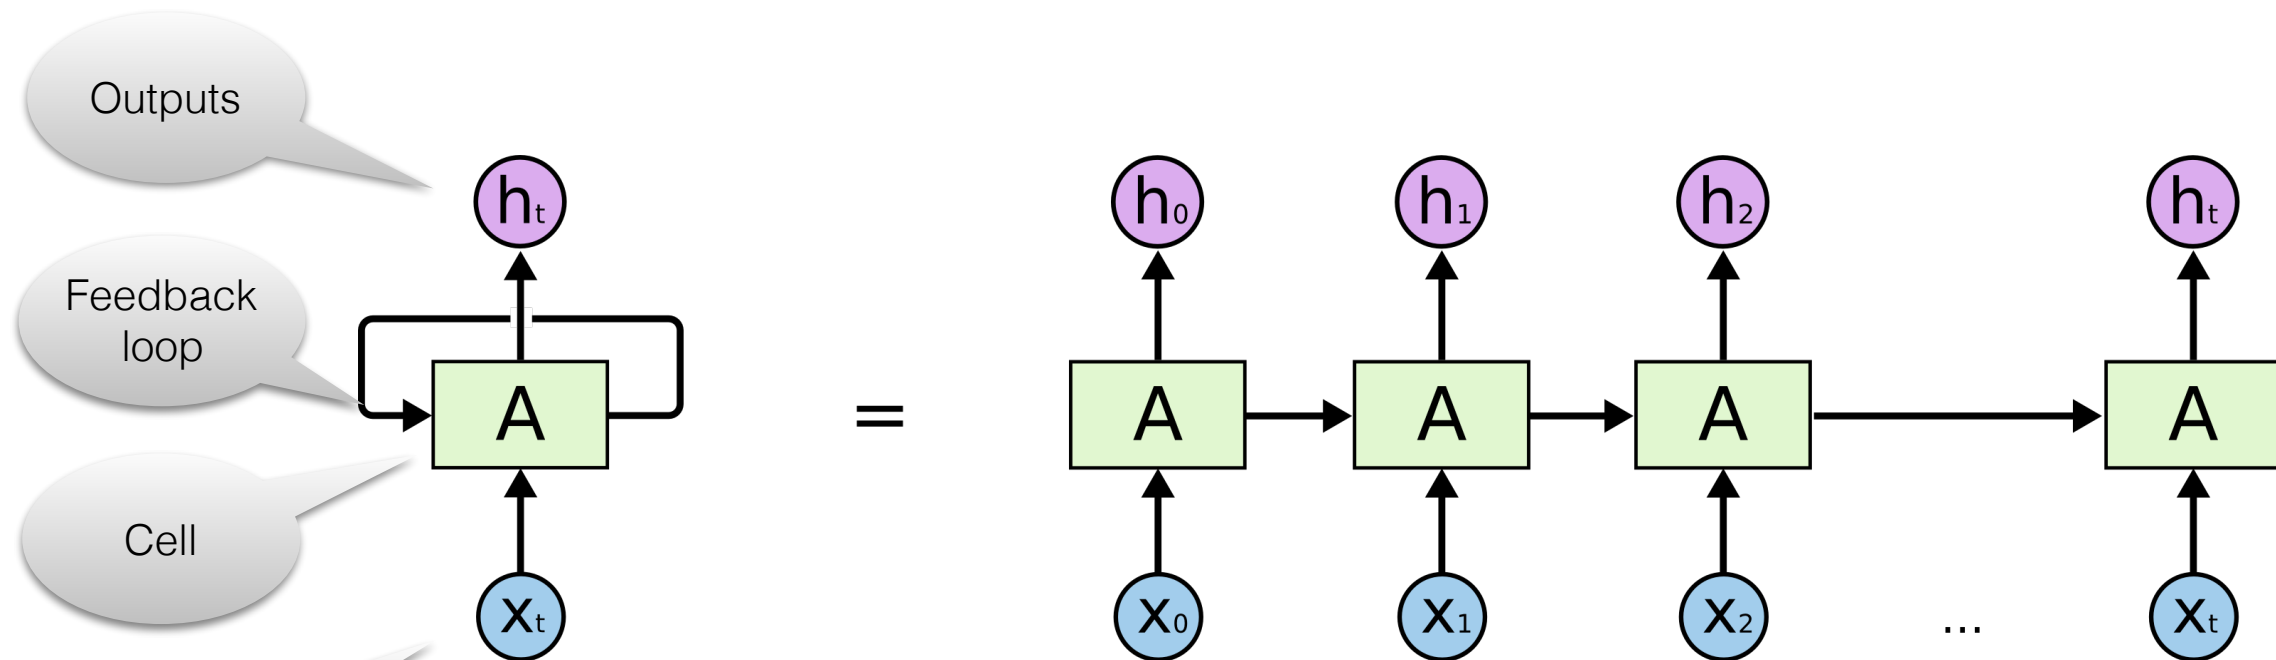 Outputs
hₜ
h₀ h₁ h₂ hₜ
Feedback
loop
A = A A A A
Cell
xₜ
x₀ x₁ x₂ ... xₜ